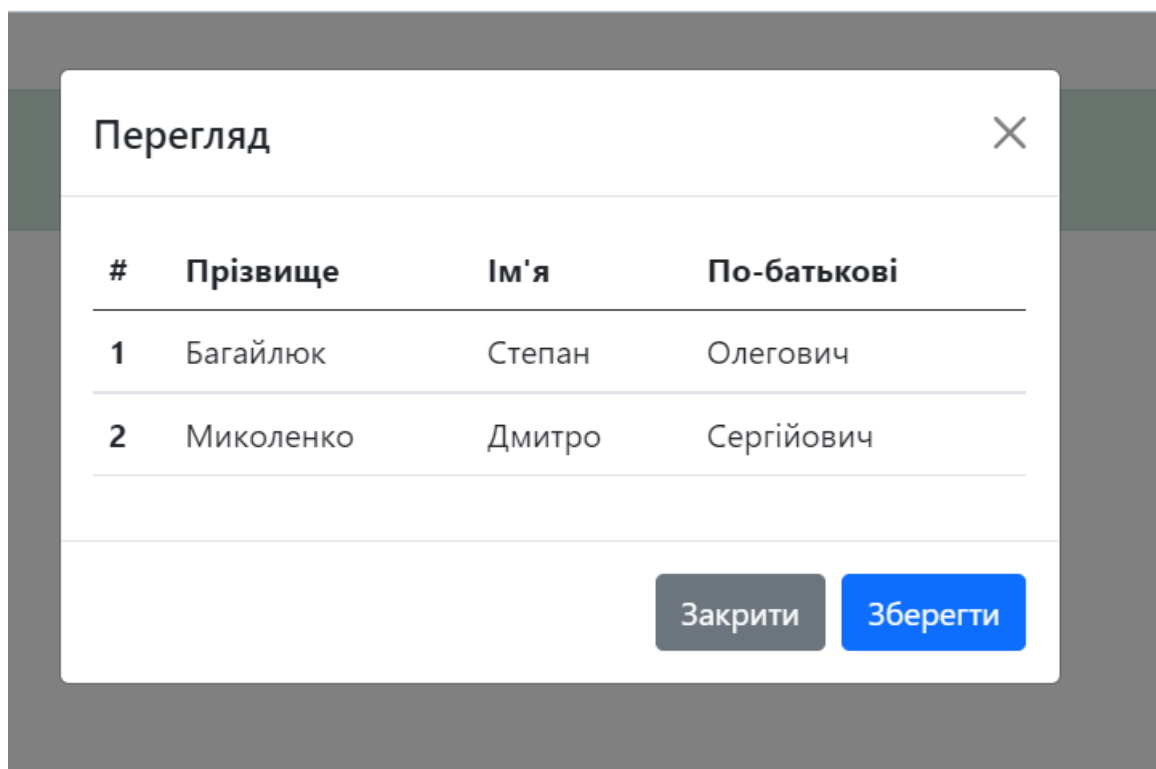 Перегляд
# Прізвище Ім'я По-батькові
1 Багайлюк Степан Олегович
2 Миколенко Дмитро Сергійович
Закрити Зберегти